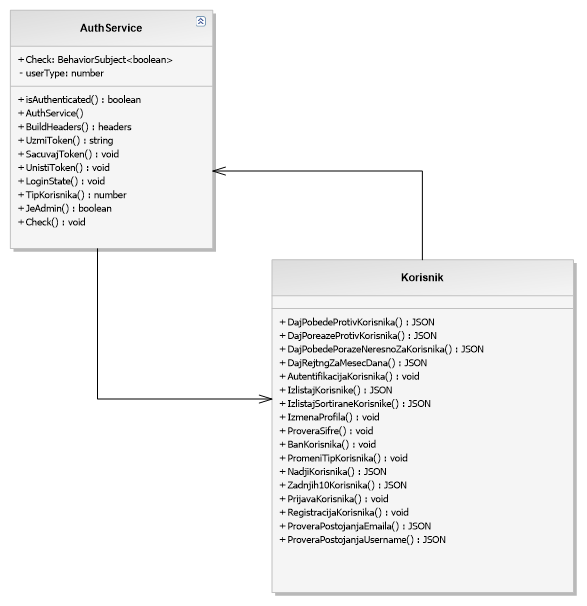 AuthService
+ Check: BehaviorSubject<boolean>
- userType: number
+ isAuthenticated() : boolean
+ AuthService()
+ BuildHeaders() : headers
+ UzmiToken() : string
+ SacuvajToken() : void
+ UnistiToken() : void
+ LoginState() : void
+ TipKorisnika() : number
+ JeAdmin() : boolean
+ Check() : void
Korisnik
+ DajPobedeProtivKorisnika() : JSON
+ DajPoreazeProtivKorisnika() : JSON
+ DajPobedePorazeNeresnoZaKorisnika() : JSON
+ DajRejtngZaMesecDana() : JSON
+ AutentifikacijaKorisnika() : void
+ IzlistajKorisnike() : JSON
+ IzlistajSortiraneKorisnike() : JSON
+ IzmenaProfila() : void
+ ProveraSifre() : void
+ BanKorisnika() : void
+ PromeniTipKorisnika() : void
+ NadjiKorisnika() : JSON
+ Zadnjih10Korisnika() : JSON
+ PrijavaKorisnika() : void
+ RegistracijaKorisnika() : void
+ ProveraPostojanjaEmaila() : JSON
+ ProveraPostojanjaUsername() : JSON